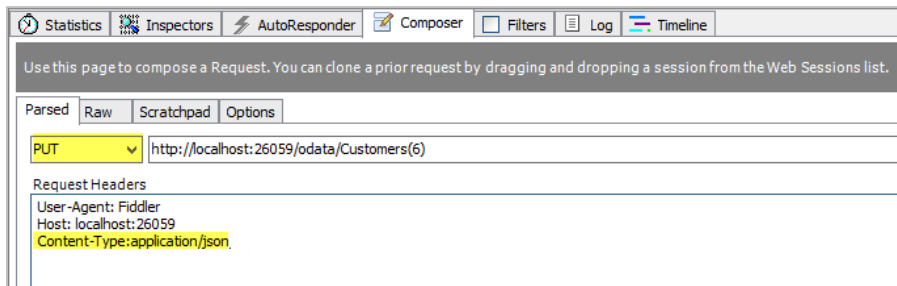 Statistics Inspectors AutoResponder Composer Filters Log Timeline
Use this page to compose a Request. You can clone a prior request by dragging and dropping a session from the Web Sessions list.
Parsed Raw Scratchpad Options
PUT http://localhost:26059/odata/Customers(6)
Request Headers
User-Agent: Fiddler
Host: localhost:26059
Content-Type:application/json